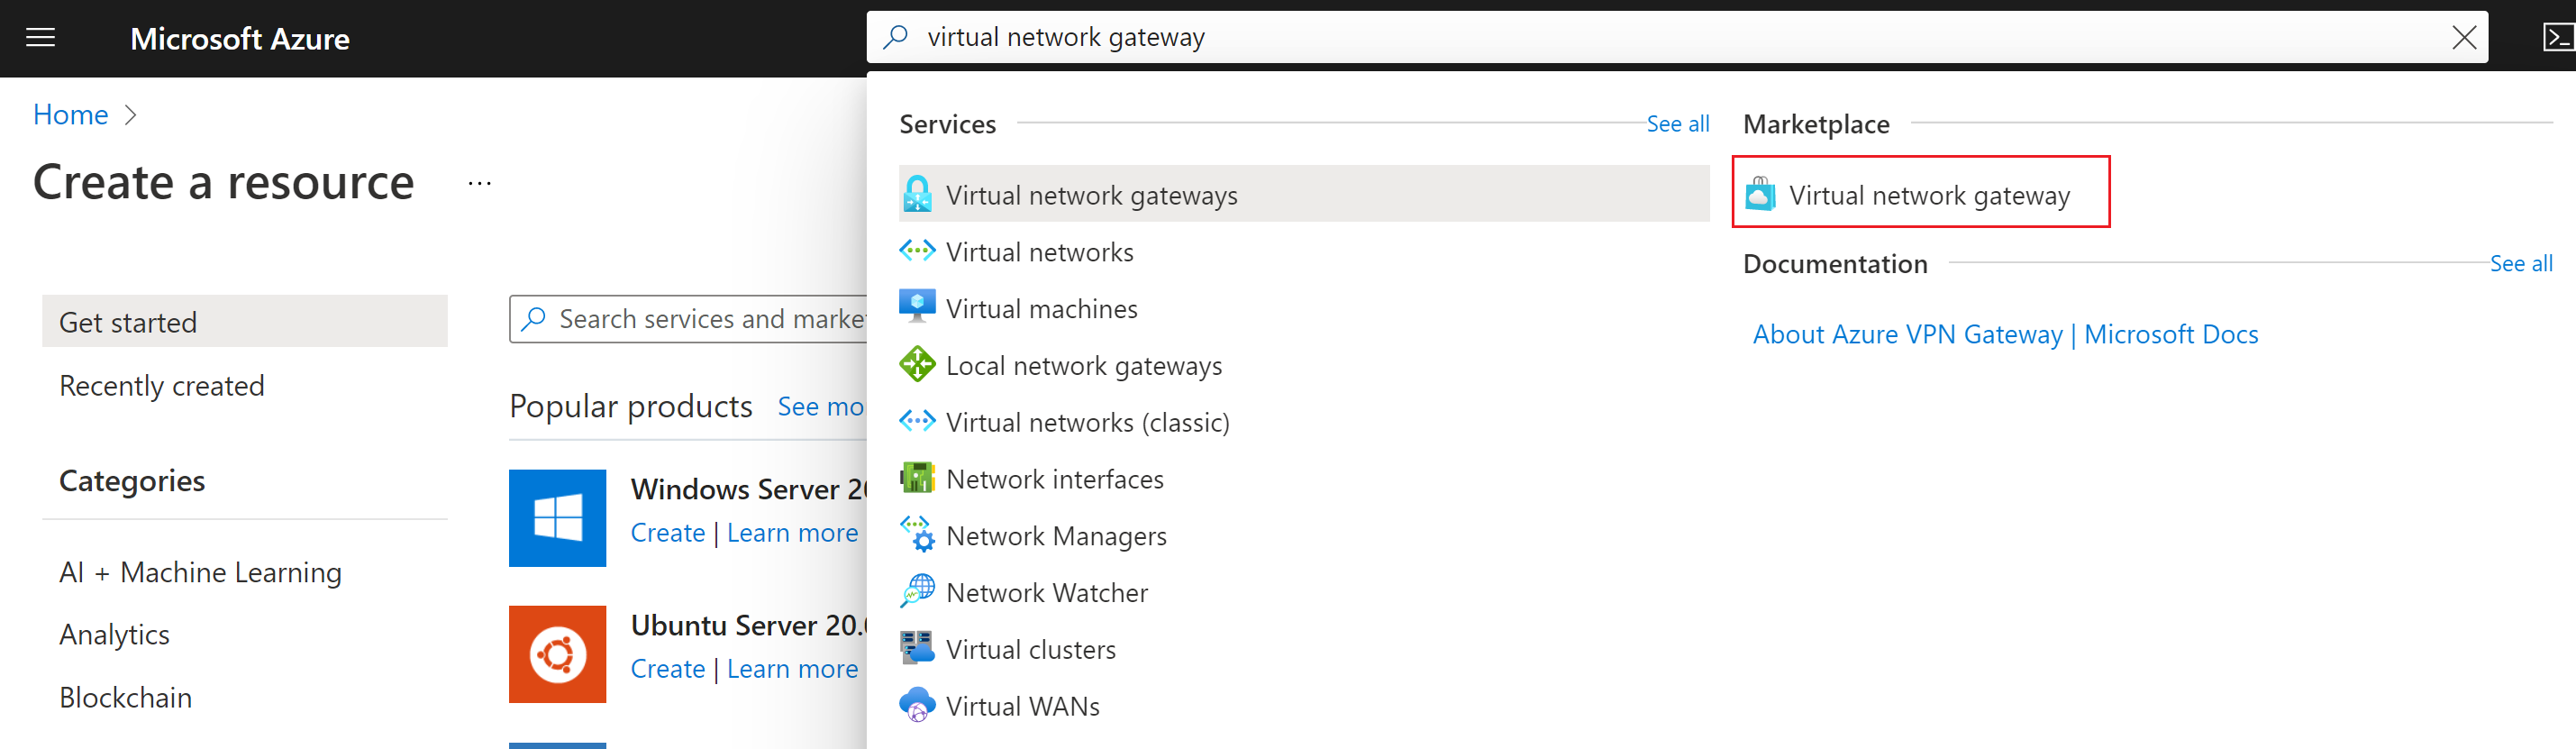 Microsoft Azure
virtual network gateway
Home
Create a resource
...
Get started
Recently created
Categories
AI + Machine Learning
Analytics
Blockchain
Search services and marke
Popular products See mo
Windows Server 20
Create | Learn more
Ubuntu Server 20.0
Create | Learn more
Services See all
Virtual network gateways
Virtual networks
Virtual machines
Local network gateways
Virtual networks (classic)
Network interfaces
Network Managers
Network Watcher
Virtual clusters
Virtual WANs
Marketplace
Virtual network gateway
Documentation See all
About Azure VPN Gateway | Microsoft Docs